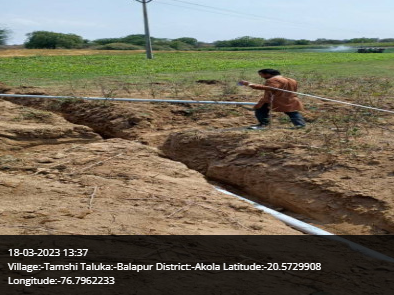 18-03-2023 13:37
Village:-Tamshi Taluka:-Balapur District:-Akola Latitude:-20.5729908
Longitude:-76.7962233